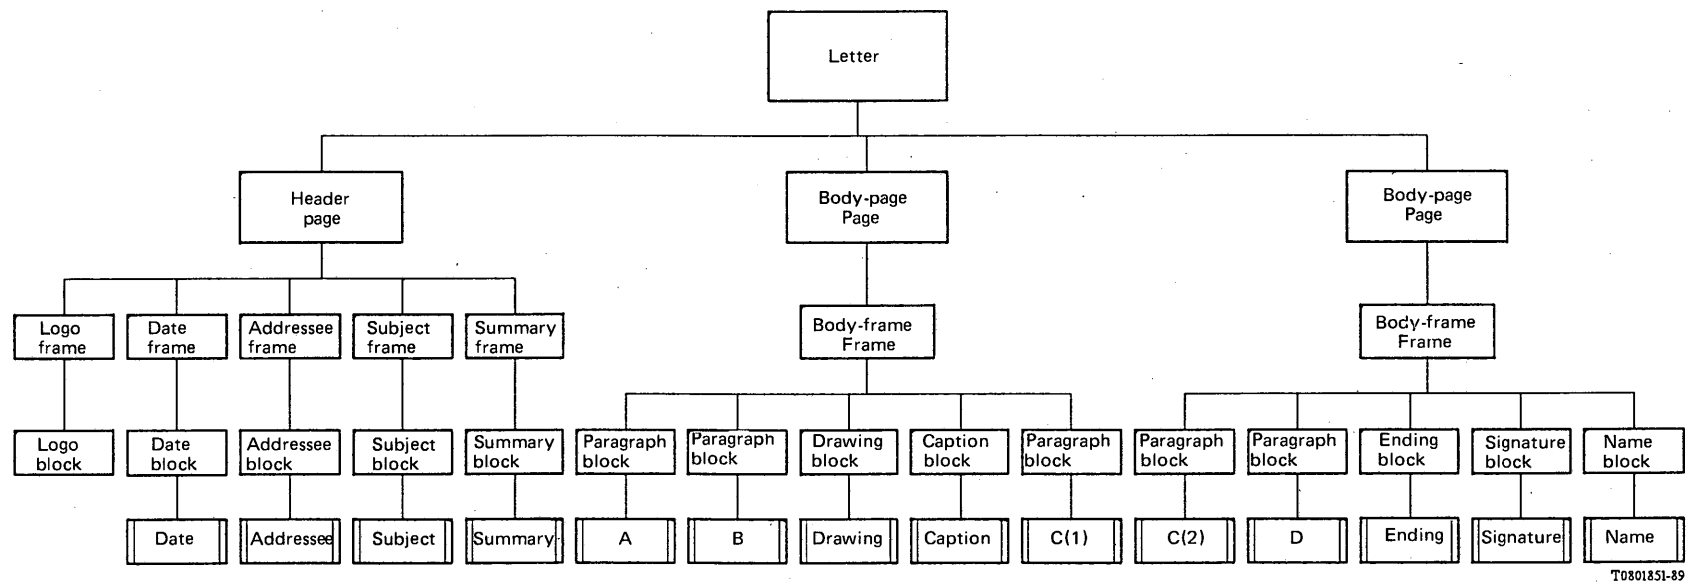 Letter
Header
page
Body-page
Page
Body-page
Page
Logo
frame
Date
frame
Addressee
frame
Subject
frame
Summary
frame
Body-frame
Frame
Body-frame
Frame
Logo
block
Date
block
Addressee
block
Subject
block
Summary
block
Paragraph
block
Paragraph
block
Drawing
block
Caption
block
Paragraph
block
Paragraph
block
Paragraph
block
Ending
block
Signature
block
Name
block
Date
Addressee
Subject
Summary
A
B
Drawing
Caption
C(1)
C(2)
D
Ending
Signature
Name
T0801851-89